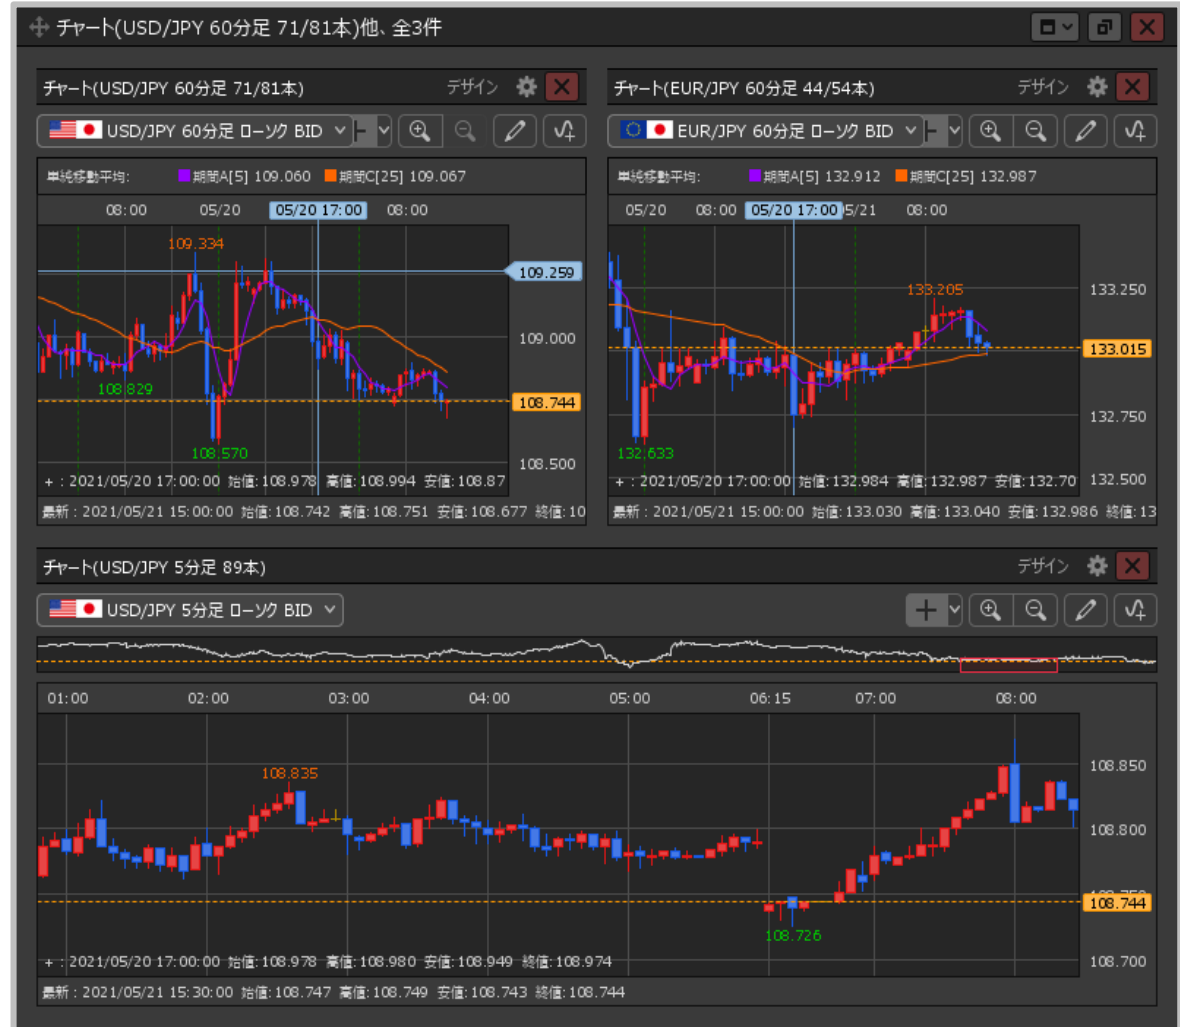 チャート(USD/JPY 60分足 71/81本)他、全3件
チャート(USD/JPY 60分足 71/81本) デザイン
USD/JPY 60分足 ローソク BID
単純移動平均: 期間A[5] 109.060 期間C[25] 109.067
08:00 05/20 05/20 17:00 08:00
109.334
109.259
109.000
108.829
108.744
108.570
108.500
+ : 2021/05/20 17:00:00 始値:108.978 高値:108.994 安値:108.87
最新 : 2021/05/21 15:00:00 始値:108.742 高値:108.751 安値:108.677 終値:10
チャート(EUR/JPY 60分足 44/54本) デザイン
EUR/JPY 60分足 ローソク BID
単純移動平均: 期間A[5] 132.912 期間C[25] 132.987
05/20 08:00 05/20 17:00 5/21 08:00
133.250
133.205
133.015
132.750
132.633
132.500
+ : 2021/05/20 17:00:00 始値:132.984 高値:132.987 安値:132.70
最新 : 2021/05/21 15:00:00 始値:133.030 高値:133.040 安値:132.986 終値:13
チャート(USD/JPY 5分足 89本) デザイン
USD/JPY 5分足 ローソク BID
01:00 02:00 03:00 04:00 05:00 06:15 07:00 08:00
108.850
108.835
108.800
108.744
108.726
108.700
+ : 2021/05/20 17:00:00 始値:108.978 高値:108.980 安値:108.949 終値:108.974
最新 : 2021/05/21 15:30:00 始値:108.747 高値:108.749 安値:108.743 終値:108.744